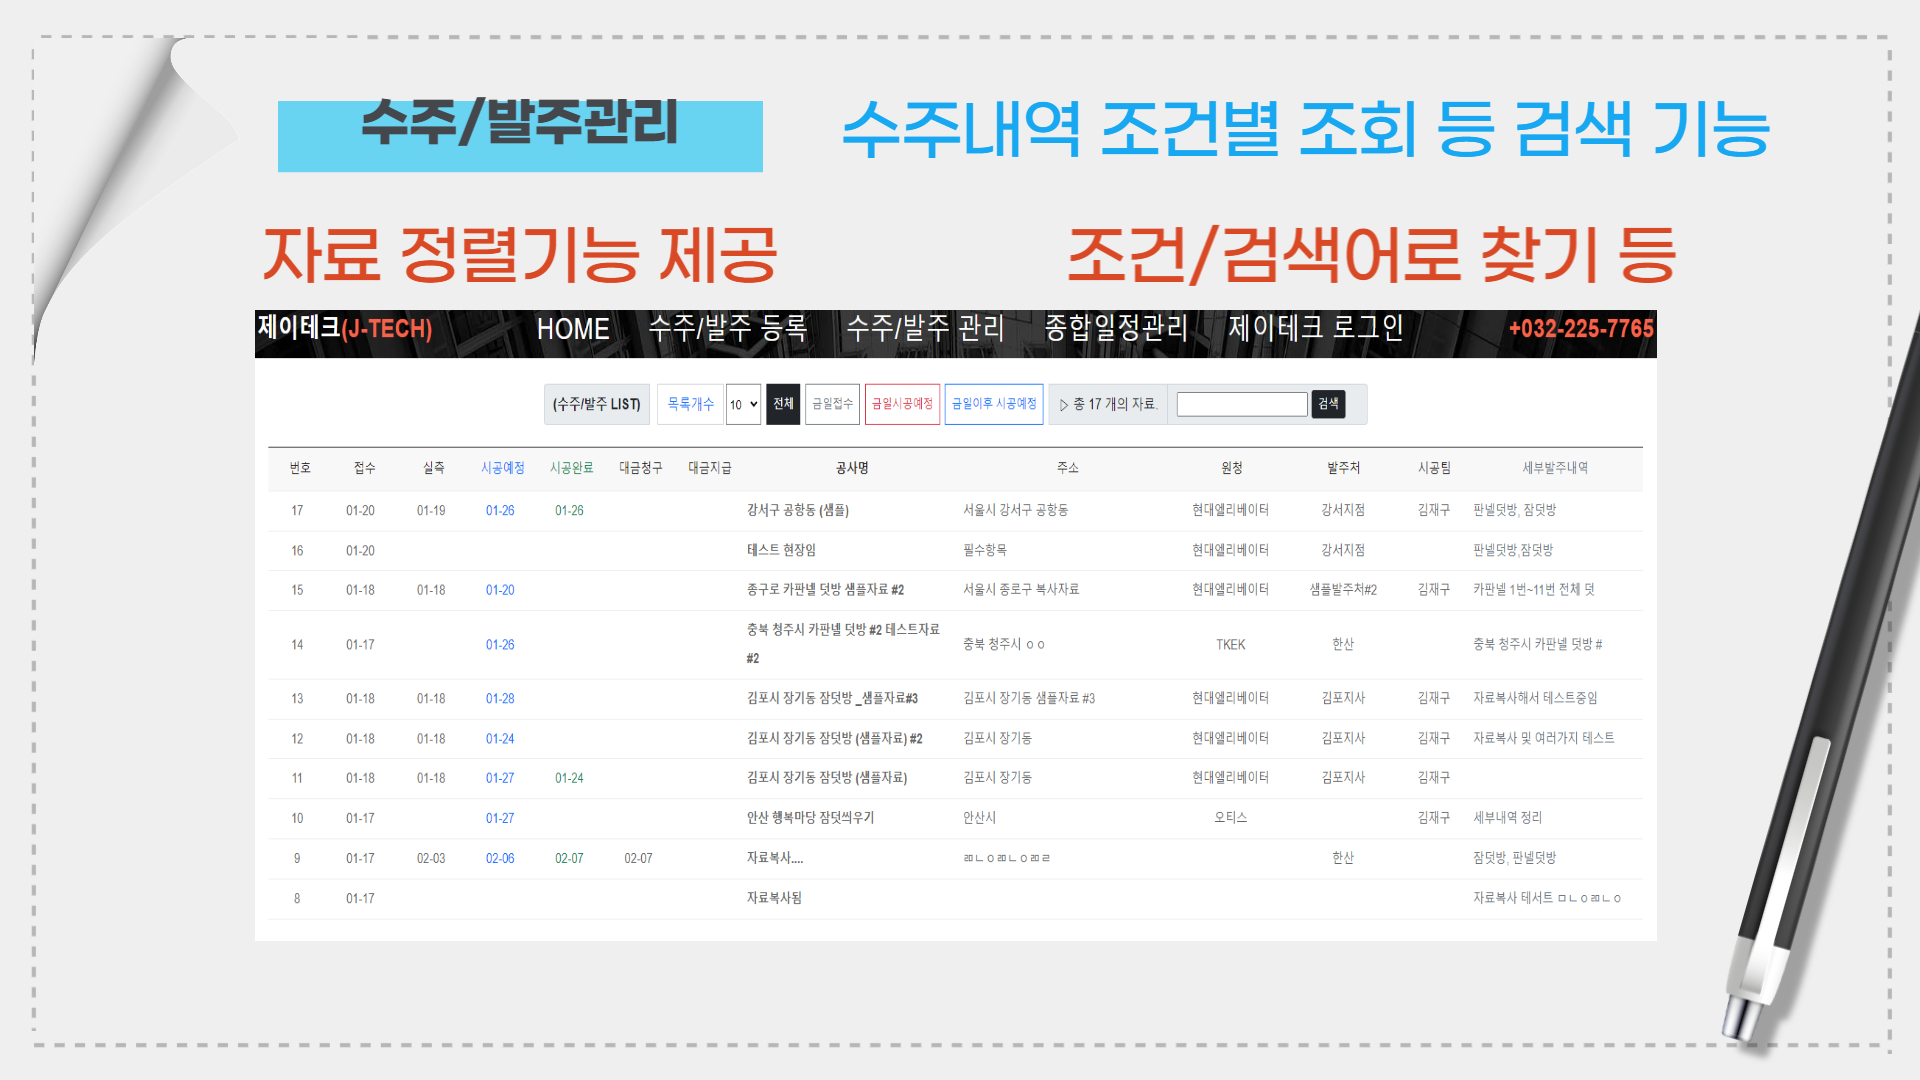 수주/발주관리 수주내역 조건별 조회 등 검색 기능
자료 정렬기능 제공 조건/검색어로 찾기 등
제이테크(J-TECH) HOME 수주/발주 등록 수주/발주 관리 종합일정관리 제이테크 로그인 +032-225-7765
(수주/발주 LIST) 목록개수 10 전체 금일접수 금일시공예정 금일이후 시공예정 ▷ 총 17 개의 자료. 검색
번호 접수 실측 시공예정 시공완료 대금청구 대금지급 공사명 주소 원청 발주처 시공팀 세부발주내역
17 01-20 01-19 01-26 01-26 강서구 공항동 (샘플) 서울시 강서구 공항동 현대엘리베이터 강서지점 김재구 판넬덧방, 잠덧방
16 01-20 테스트 현장임 필수항목 현대엘리베이터 강서지점 판넬덧방,잠덧방
15 01-18 01-18 01-20 종구로 카판넬 덧방 샘플자료 #2 서울시 종로구 복사자료 현대엘리베이터 샘플발주처#2 김재구 카판넬 1번~11번 전체 덧
14 01-17 01-26 충북 청주시 카판넬 덧방 #2 테스트자료 #2 충북 청주시 ㅇㅇ TKEK 한산 충북 청주시 카판넬 덧방 #
13 01-18 01-18 01-28 김포시 장기동 잠덧방 _샘플자료#3 김포시 장기동 샘플자료 #3 현대엘리베이터 김포지사 김재구 자료복사해서 테스트중임
12 01-18 01-18 01-24 김포시 장기동 잠덧방 (샘플자료) #2 김포시 장기동 현대엘리베이터 김포지사 김재구 자료복사 및 여러가지 테스트
11 01-18 01-18 01-27 01-24 김포시 장기동 잠덧방 (샘플자료) 김포시 장기동 현대엘리베이터 김포지사 김재구
10 01-17 01-27 안산 행복마당 잠덧씌우기 안산시 오티스 김재구 세부내역 정리
9 01-17 02-03 02-06 02-07 02-07 자료복사.... 한산 잠덧방, 판넬덧방
8 01-17 자료복사됨 자료복사 테서트